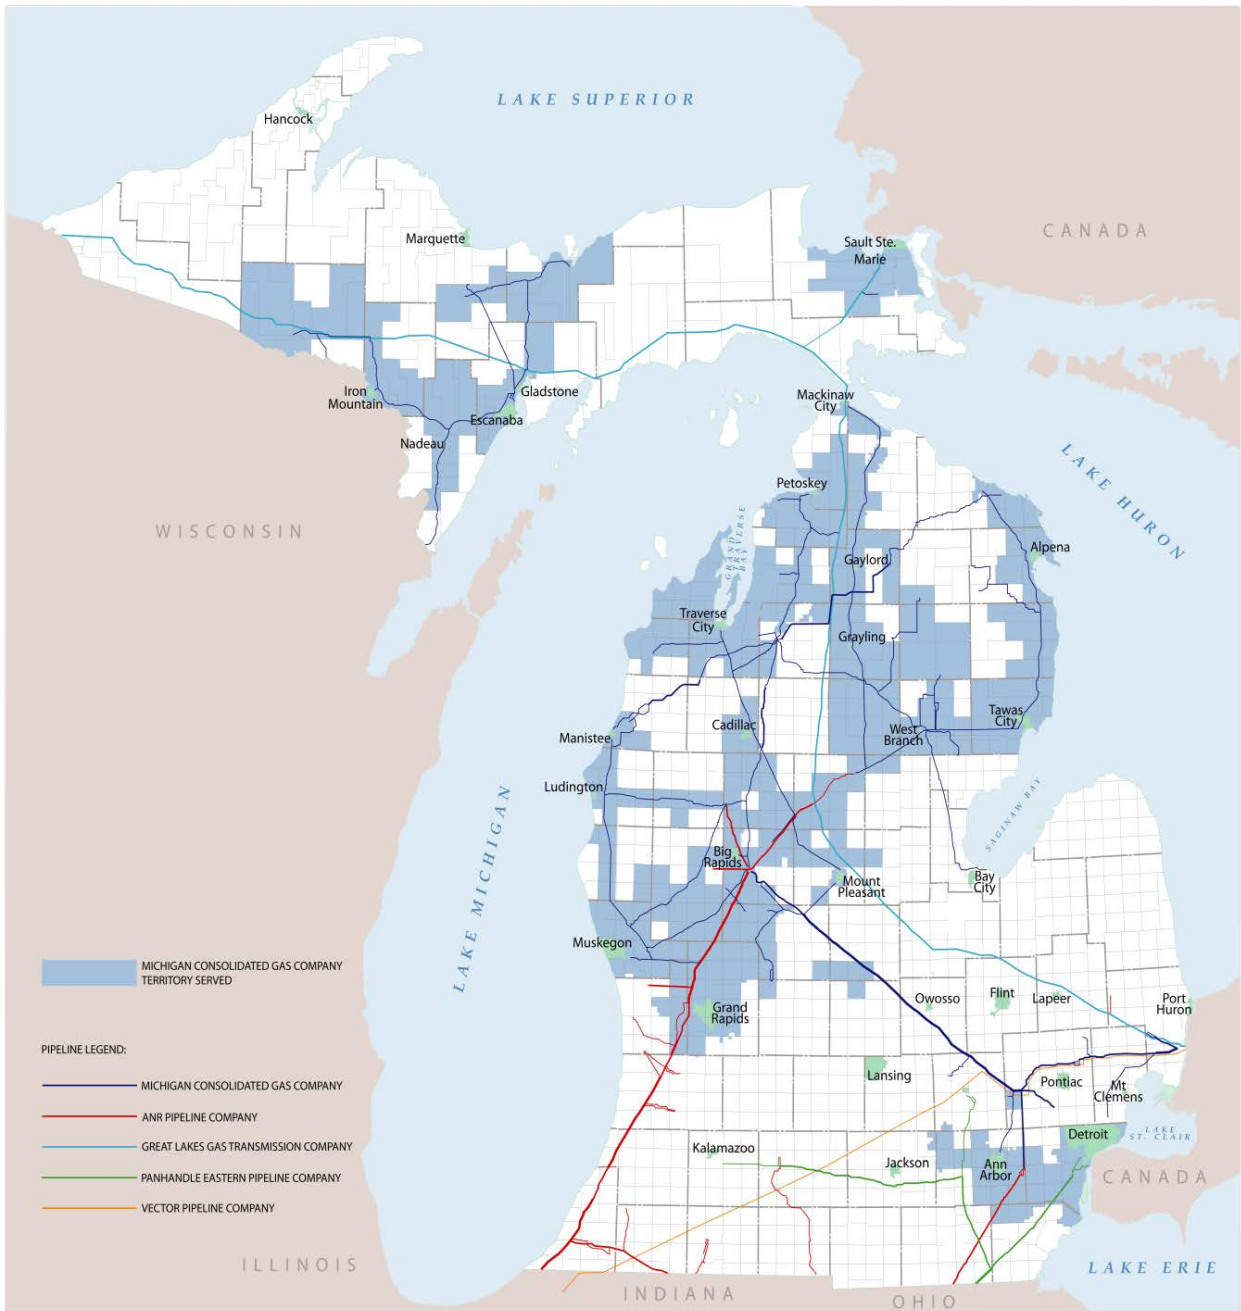 LAKE SUPERIOR
Hancock
CANADA
Marquette
Sault Ste.
Marie
Iron
Mountain
Gladstone
Escanaba
Nadeau
Mackinaw
City
LAKE HURON
Petoskey
WISCONSIN
GRAND
TRAVERSE
BAY
Alpena
Gaylord
Traverse
City
Grayling
Tawas
City
Cadillac
West
Branch
Manistee
Ludington
LAKE MICHIGAN
SAGINAW BAY
Big
Rapids
Mount
Pleasant
Bay
City
Muskegon
MICHIGAN CONSOLIDATED GAS COMPANY
TERRITORY SERVED
Grand
Rapids
Owosso
Flint
Lapeer
Port
Huron
PIPELINE LEGEND:
MICHIGAN CONSOLIDATED GAS COMPANY
ANR PIPELINE COMPANY
GREAT LAKES GAS TRANSMISSION COMPANY
PANHANDLE EASTERN PIPELINE COMPANY
VECTOR PIPELINE COMPANY
Lansing
Pontiac
Mt
Clemens
Detroit
LAKE
ST. CLAIR
Kalamazoo
Jackson
Ann
Arbor
CANADA
ILLINOIS
INDIANA
OHIO
LAKE ERIE